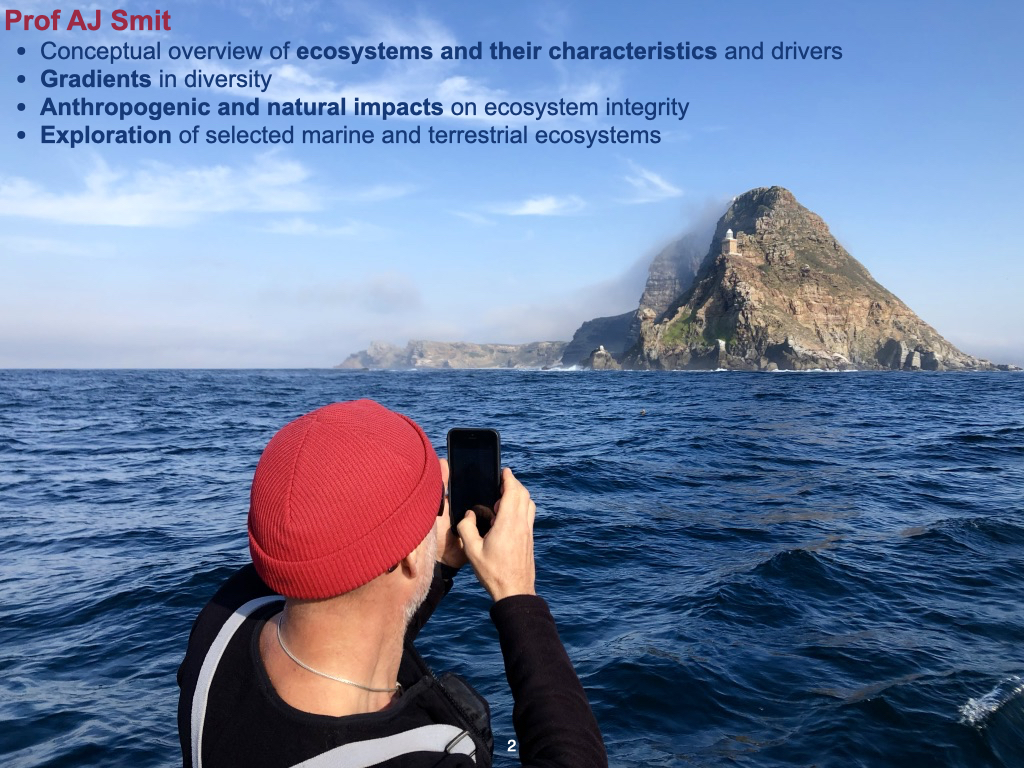 Prof AJ Smit
• Conceptual overview of ecosystems and their characteristics and drivers
• Gradients in diversity
• Anthropogenic and natural impacts on ecosystem integrity
• Exploration of selected marine and terrestrial ecosystems
2